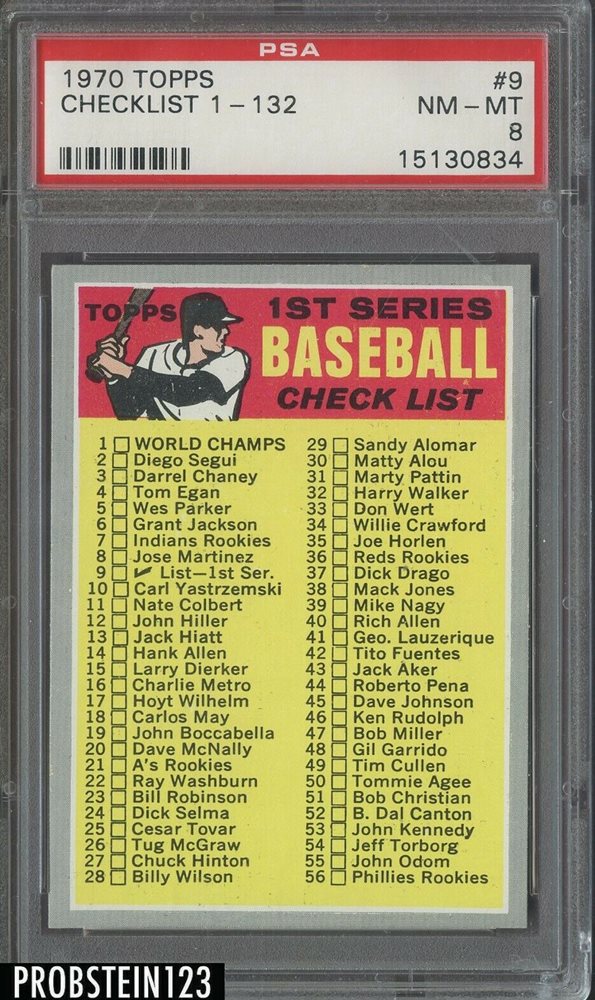 PSA
1970 TOPPS #9
CHECKLIST 1-132 NM-MT
8
15130834
TOPPS 1ST SERIES
BASEBALL
CHECK LIST
1 WORLD CHAMPS
2 Diego Segui
3 Darrel Chaney
4 Tom Egan
5 Wes Parker
6 Grant Jackson
7 Indians Rookies
8 Jose Martinez
9 ✓ List—1st Ser.
10 Carl Yastrzemski
11 Nate Colbert
12 John Hiller
13 Jack Hiatt
14 Hank Allen
15 Larry Dierker
16 Charlie Metro
17 Hoyt Wilhelm
18 Carlos May
19 John Boccabella
20 Dave McNally
21 A's Rookies
22 Ray Washburn
23 Bill Robinson
24 Dick Selma
25 Cesar Tovar
26 Tug McGraw
27 Chuck Hinton
28 Billy Wilson
29 Sandy Alomar
30 Matty Alou
31 Marty Pattin
32 Harry Walker
33 Don Wert
34 Willie Crawford
35 Joe Horlen
36 Reds Rookies
37 Dick Drago
38 Mack Jones
39 Mike Nagy
40 Rich Allen
41 Geo. Lauzerique
42 Tito Fuentes
43 Jack Aker
44 Roberto Pena
45 Dave Johnson
46 Ken Rudolph
47 Bob Miller
48 Gil Garrido
49 Tim Cullen
50 Tommie Agee
51 Bob Christian
52 B. Dal Canton
53 John Kennedy
54 Jeff Torborg
55 John Odom
56 Phillies Rookies
PROBSTEIN123